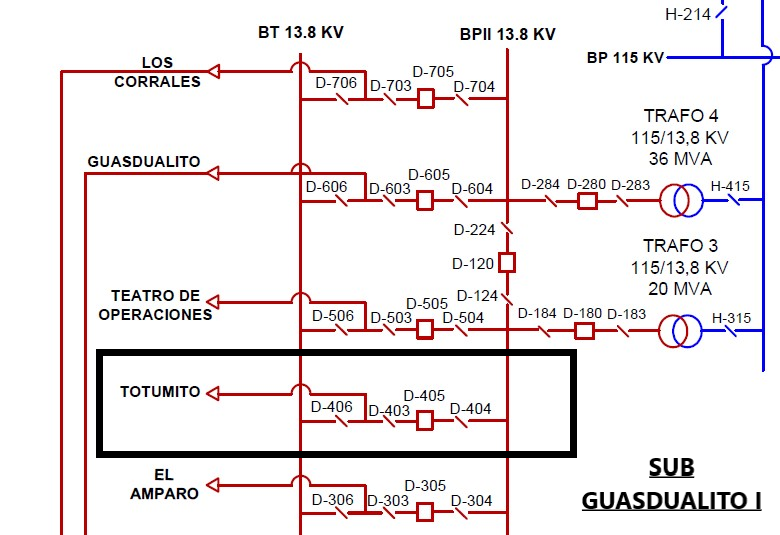 H-214
BT 13.8 KV
BPII 13.8 KV
BP 115 KV
LOS
CORRALES
D-706
D-703
D-705
D-704
TRAFO 4
115/13,8 KV
36 MVA
GUASDUALITO
D-606
D-603
D-605
D-604
D-284
D-280
D-283
H-415
D-224
D-120
D-124
TRAFO 3
115/13,8 KV
20 MVA
TEATRO DE
OPERACIONES
D-506
D-503
D-505
D-504
D-184
D-180
D-183
H-315
TOTUMITO
D-406
D-403
D-405
D-404
EL
AMPARO
D-306
D-303
D-305
D-304
SUB
GUASDUALITO I